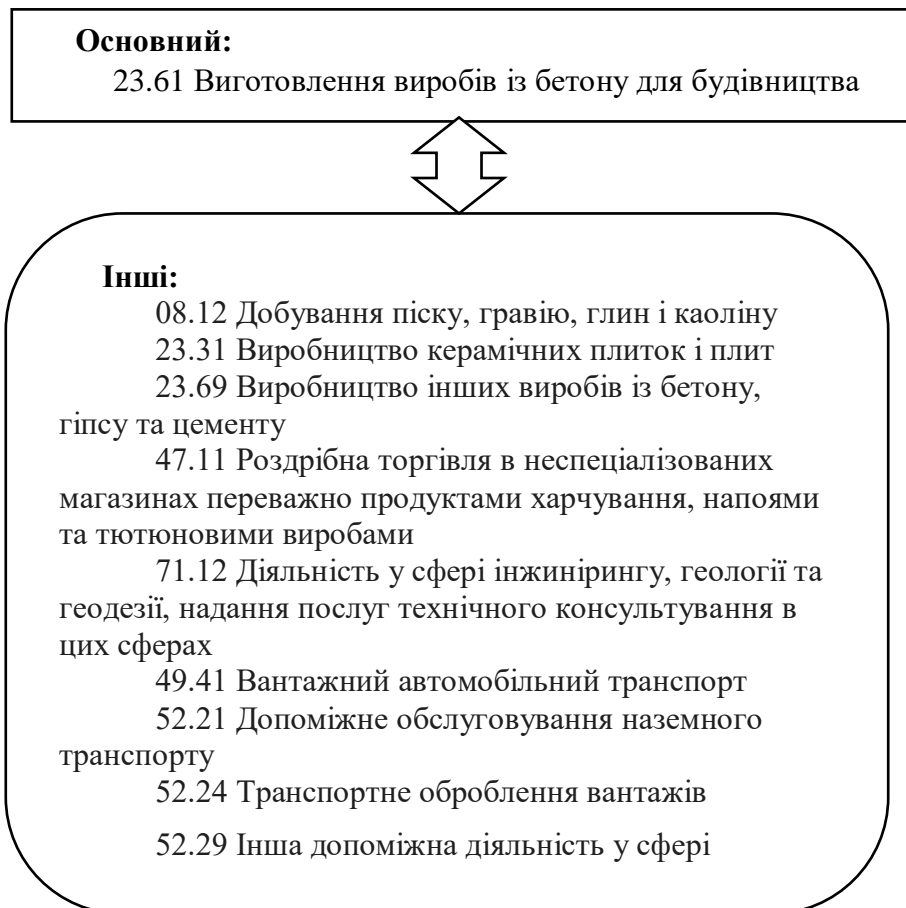 Основний:
23.61 Виготовлення виробів із бетону для будівництва
Інші:
08.12 Добування піску, гравію, глин і каоліну
23.31 Виробництво керамічних плиток і плит
23.69 Виробництво інших виробів із бетону,
гіпсу та цементу
47.11 Роздрібна торгівля в неспеціалізованих
магазинах переважно продуктами харчування, напоями
та тютюновими виробами
71.12 Діяльність у сфері інжинірингу, геології та
геодезії, надання послуг технічного консультування в
цих сферах
49.41 Вантажний автомобільний транспорт
52.21 Допоміжне обслуговування наземного
транспорту
52.24 Транспортне оброблення вантажів
52.29 Інша допоміжна діяльність у сфері